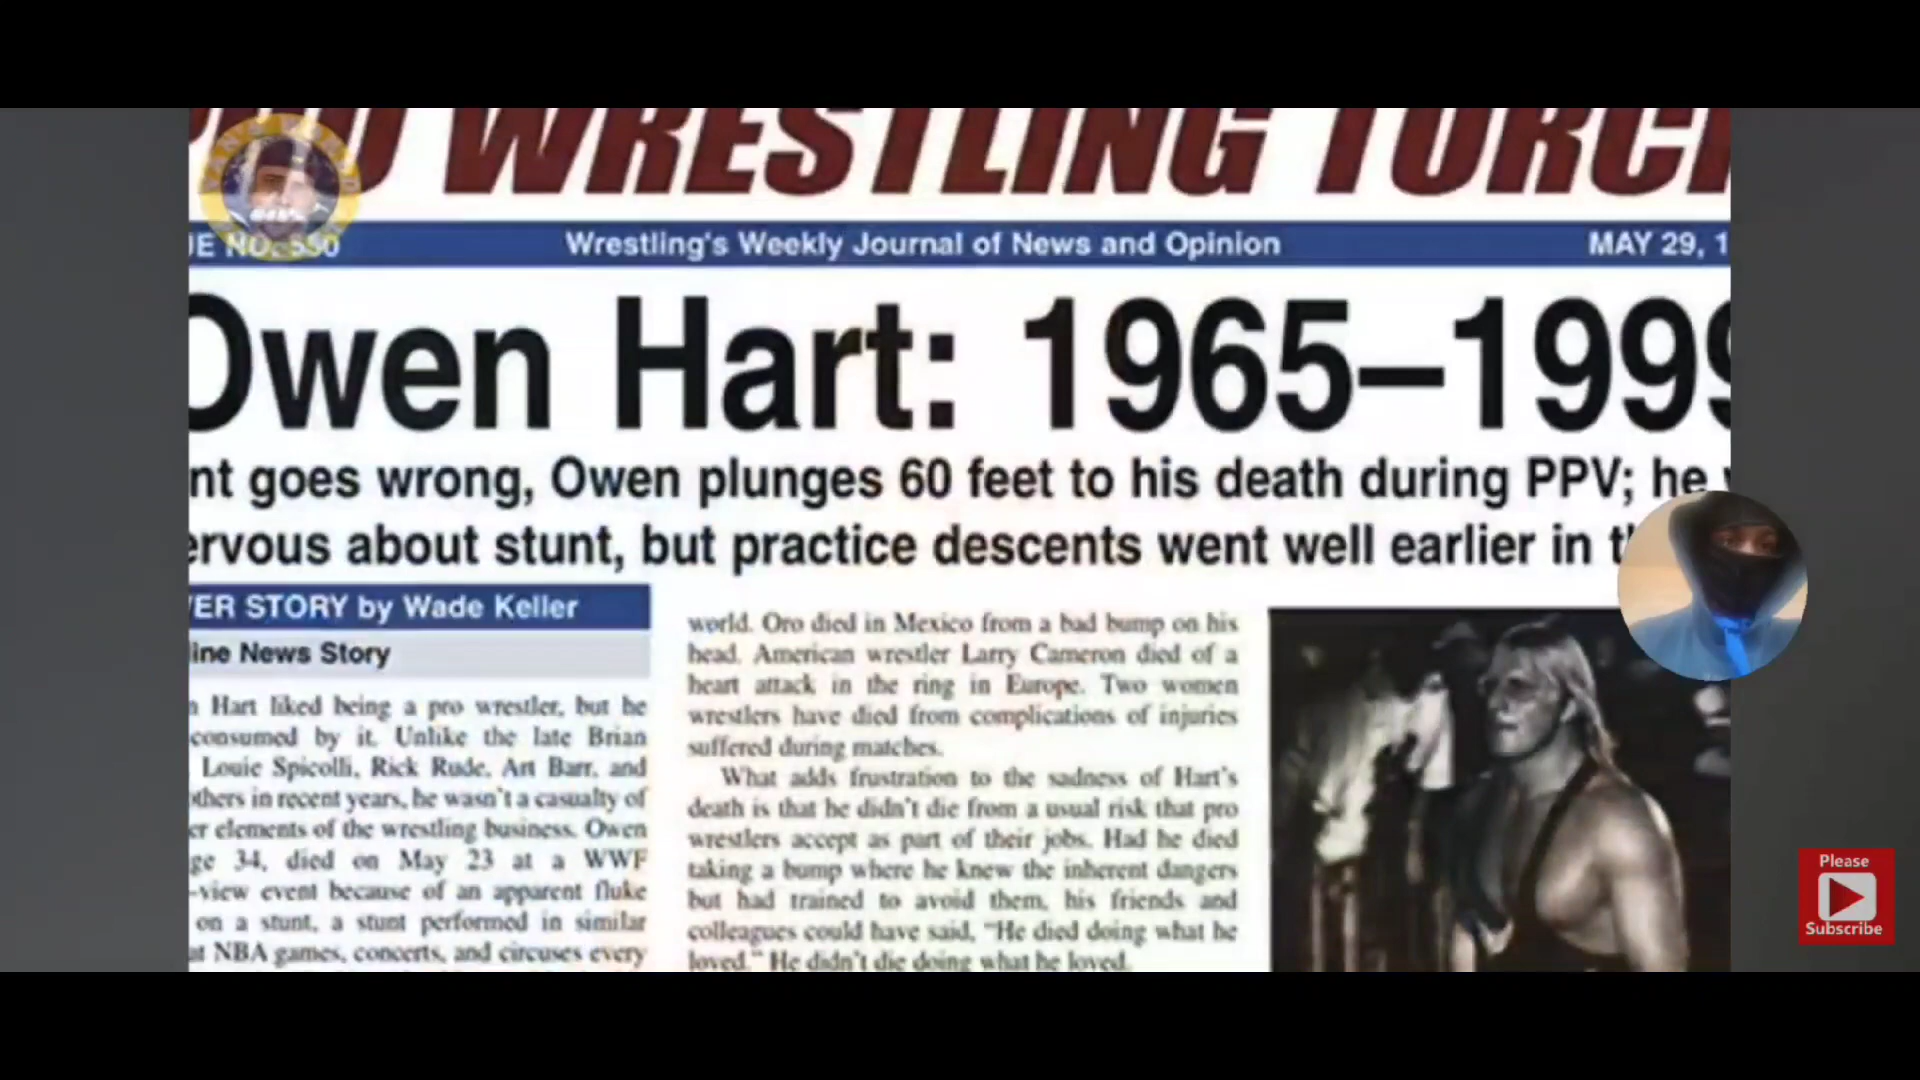 PRO WRESTLING TORCH
UE NO. 550
Wrestling's Weekly Journal of News and Opinion
MAY 29, 1
Owen Hart: 1965–1999
nt goes wrong, Owen plunges 60 feet to his death during PPV; he
ervous about stunt, but practice descents went well earlier in
VER STORY by Wade Keller
ine News Story
n Hart liked being a pro wrestler, but he
consumed by it. Unlike the late Brian
Louie Spicolli, Rick Rude, Art Barr, and
others in recent years, he wasn't a casualty of
er elements of the wrestling business. Owen
ge 34, died on May 23 at a WWF
-view event because of an apparent fluke
on a stunt, a stunt performed in similar
at NBA games, concerts, and circuses every
world. Oro died in Mexico from a bad bump on his
head. American wrestler Larry Cameron died of a
heart attack in the ring in Europe. Two women
wrestlers have died from complications of injuries
suffered during matches.
What adds frustration to the sadness of Hart's
death is that he didn't die from a usual risk that pro
wrestlers accept as part of their jobs. Had he died
taking a bump where he knew the inherent dangers
but had trained to avoid them, his friends and
colleagues could have said, "He died doing what he
loved." He didn't die doing what he loved.
Please
Subscribe